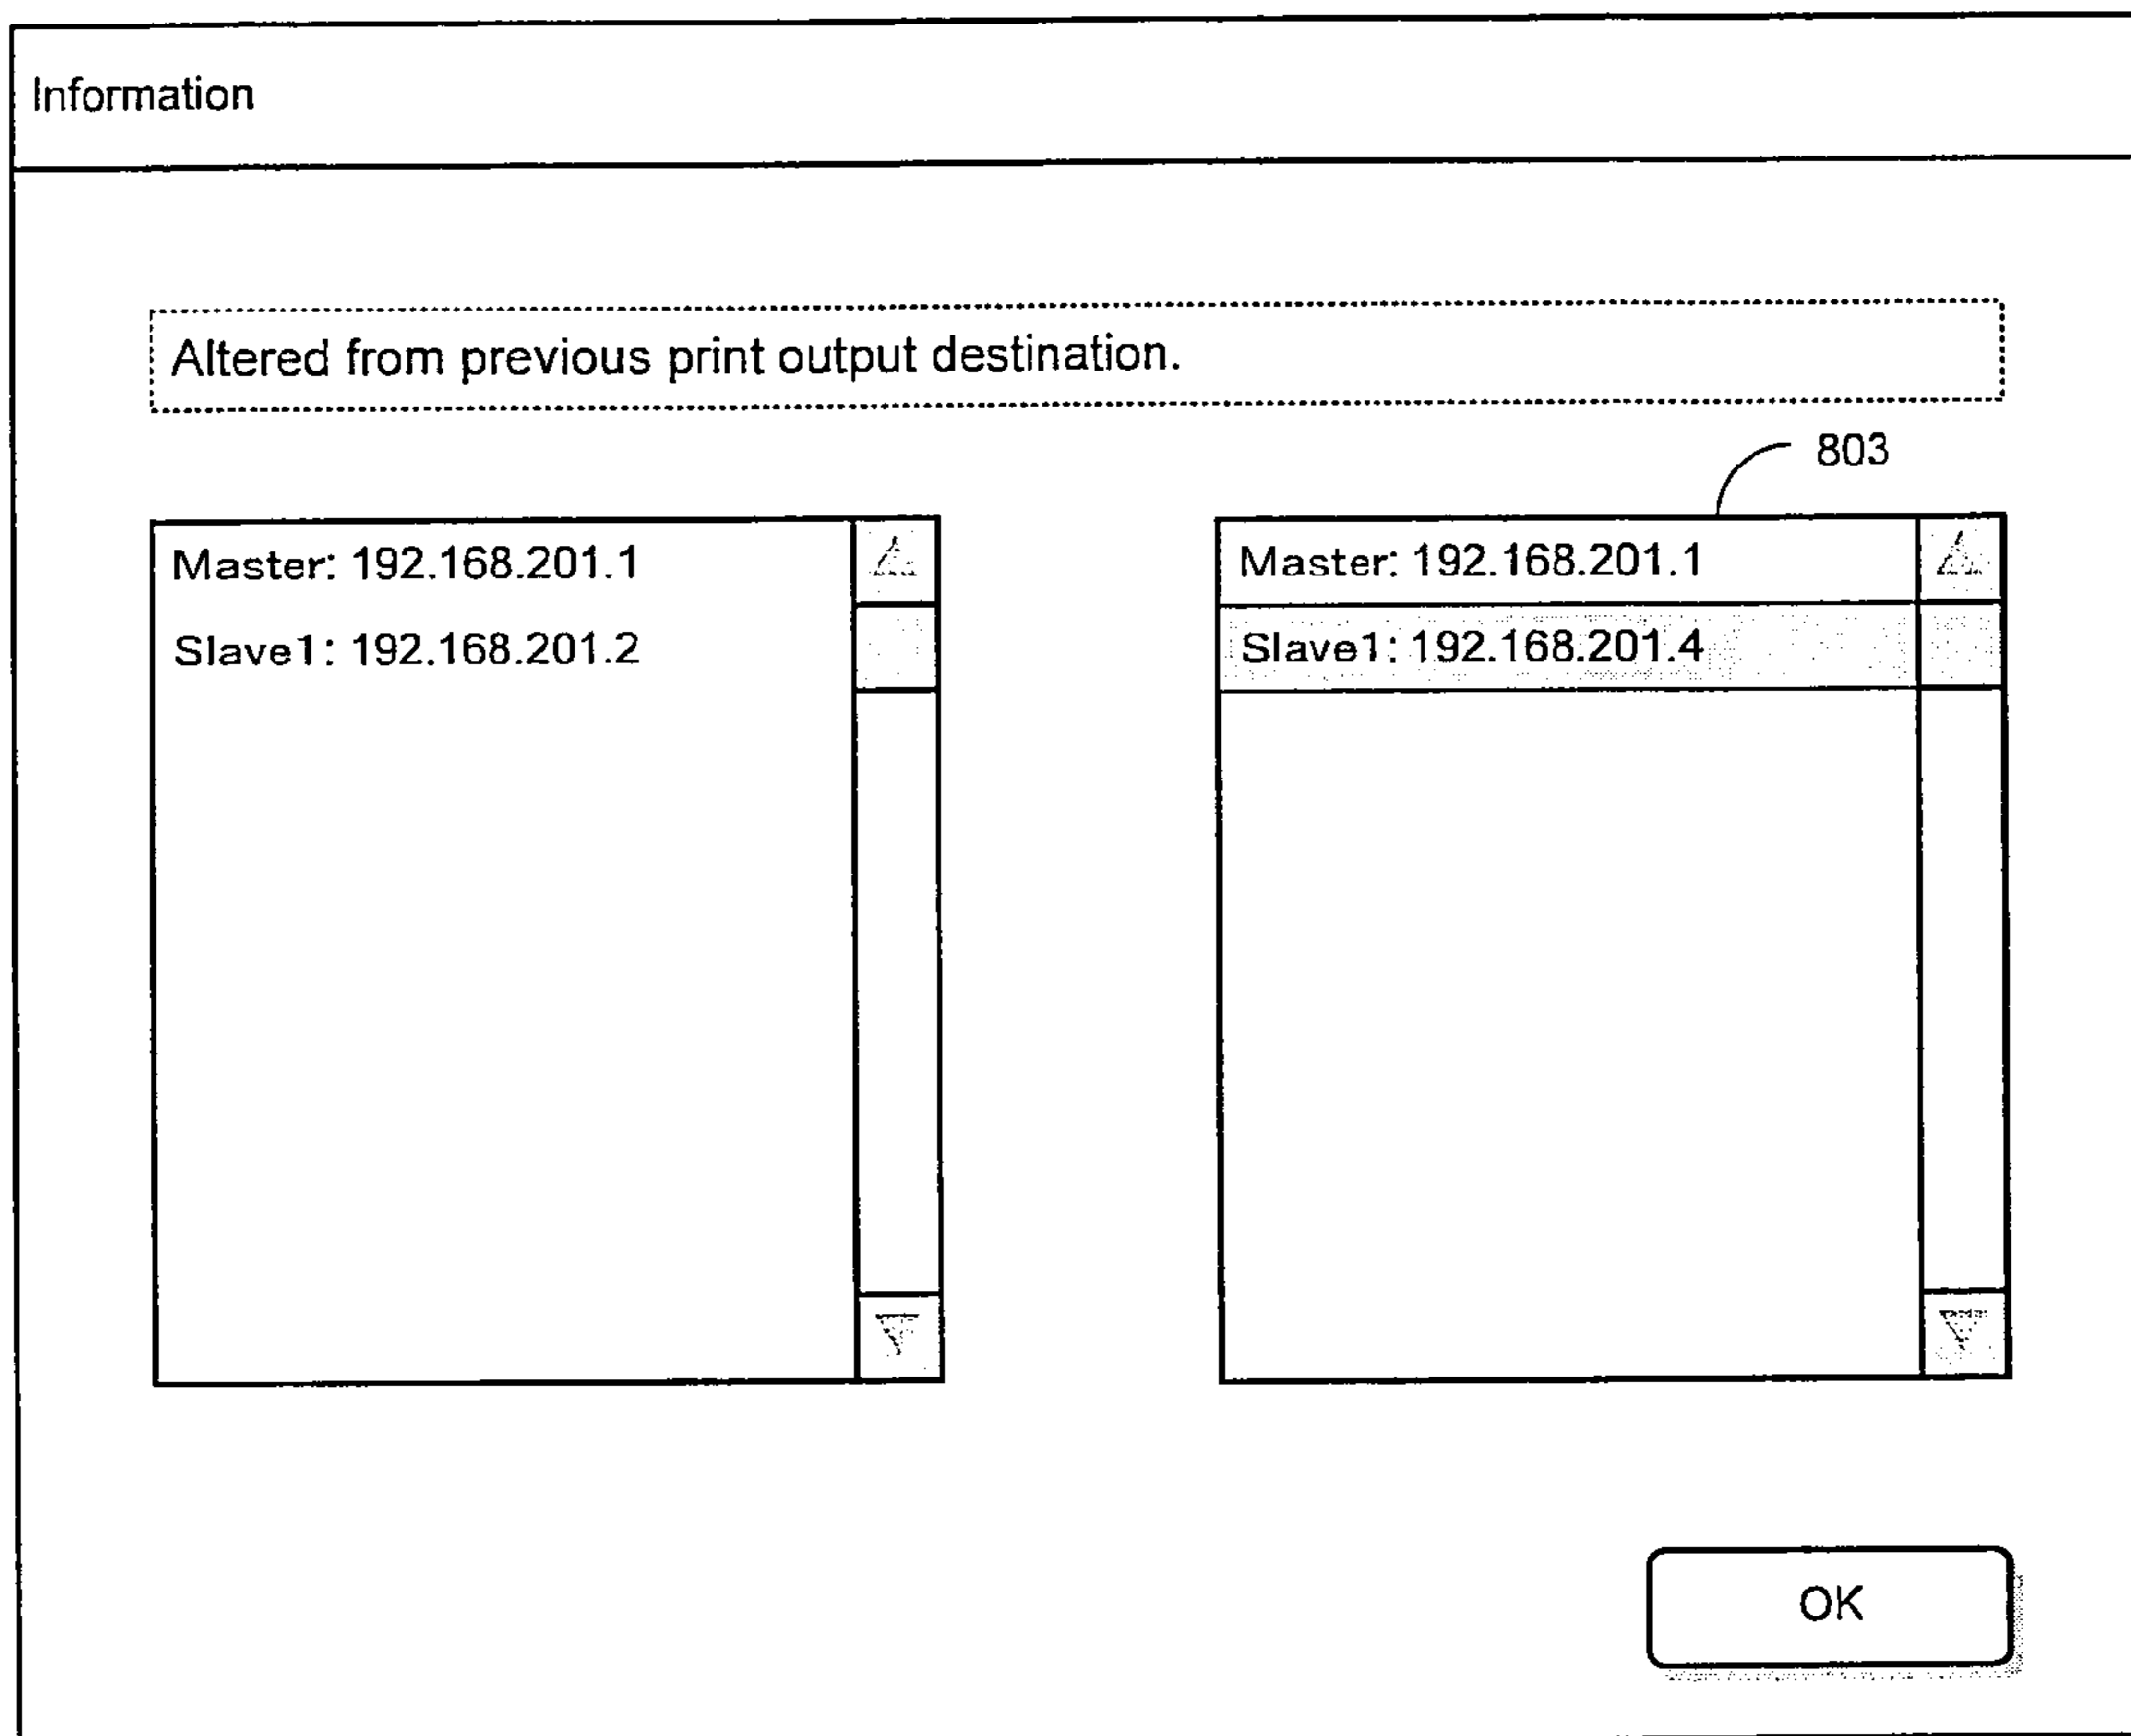 Information
Altered from previous print output destination.
803
Master: 192.168.201.1
Slave1: 192.168.201.2
Master: 192.168.201.1
Slave1: 192.168.201.4
OK